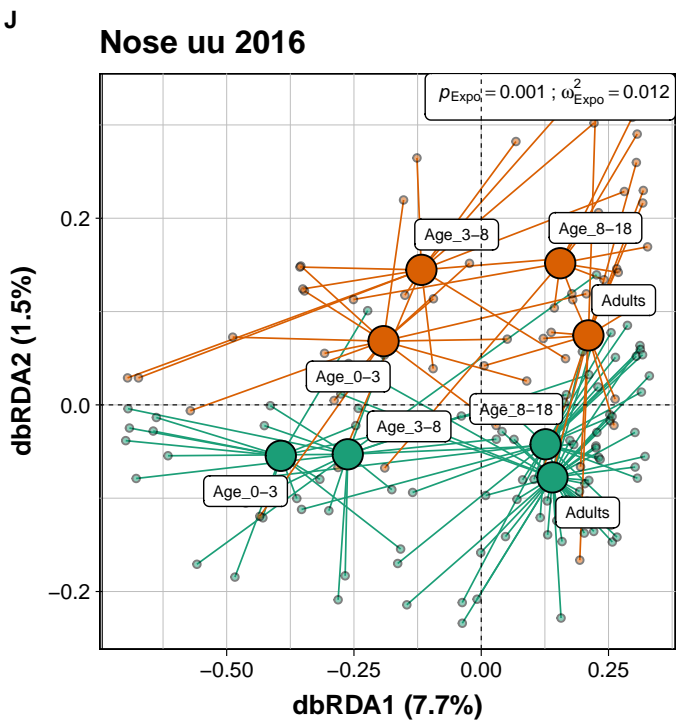 J
Nose uu 2016
pExpo = 0.001 ; ω²Expo = 0.012
Age_3−8
Age_8−18
Adults
Age_0−3
Age_8−18
Age_3−8
Age_0−3
Adults
0.2
0.0
−0.2
−0.50
−0.25
0.00
0.25
dbRDA1 (7.7%)
dbRDA2 (1.5%)